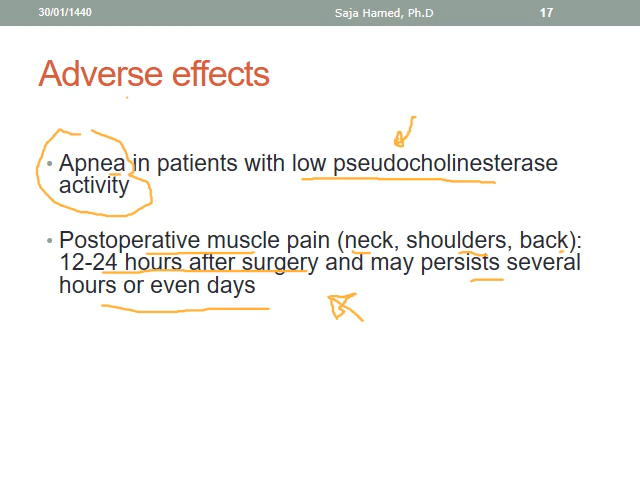 30/01/1440 Saja Hamed, Ph.D 17
Adverse effects
• Apnea in patients with low pseudocholinesterase
activity
• Postoperative muscle pain (neck, shoulders, back):
12-24 hours after surgery and may persists several
hours or even days